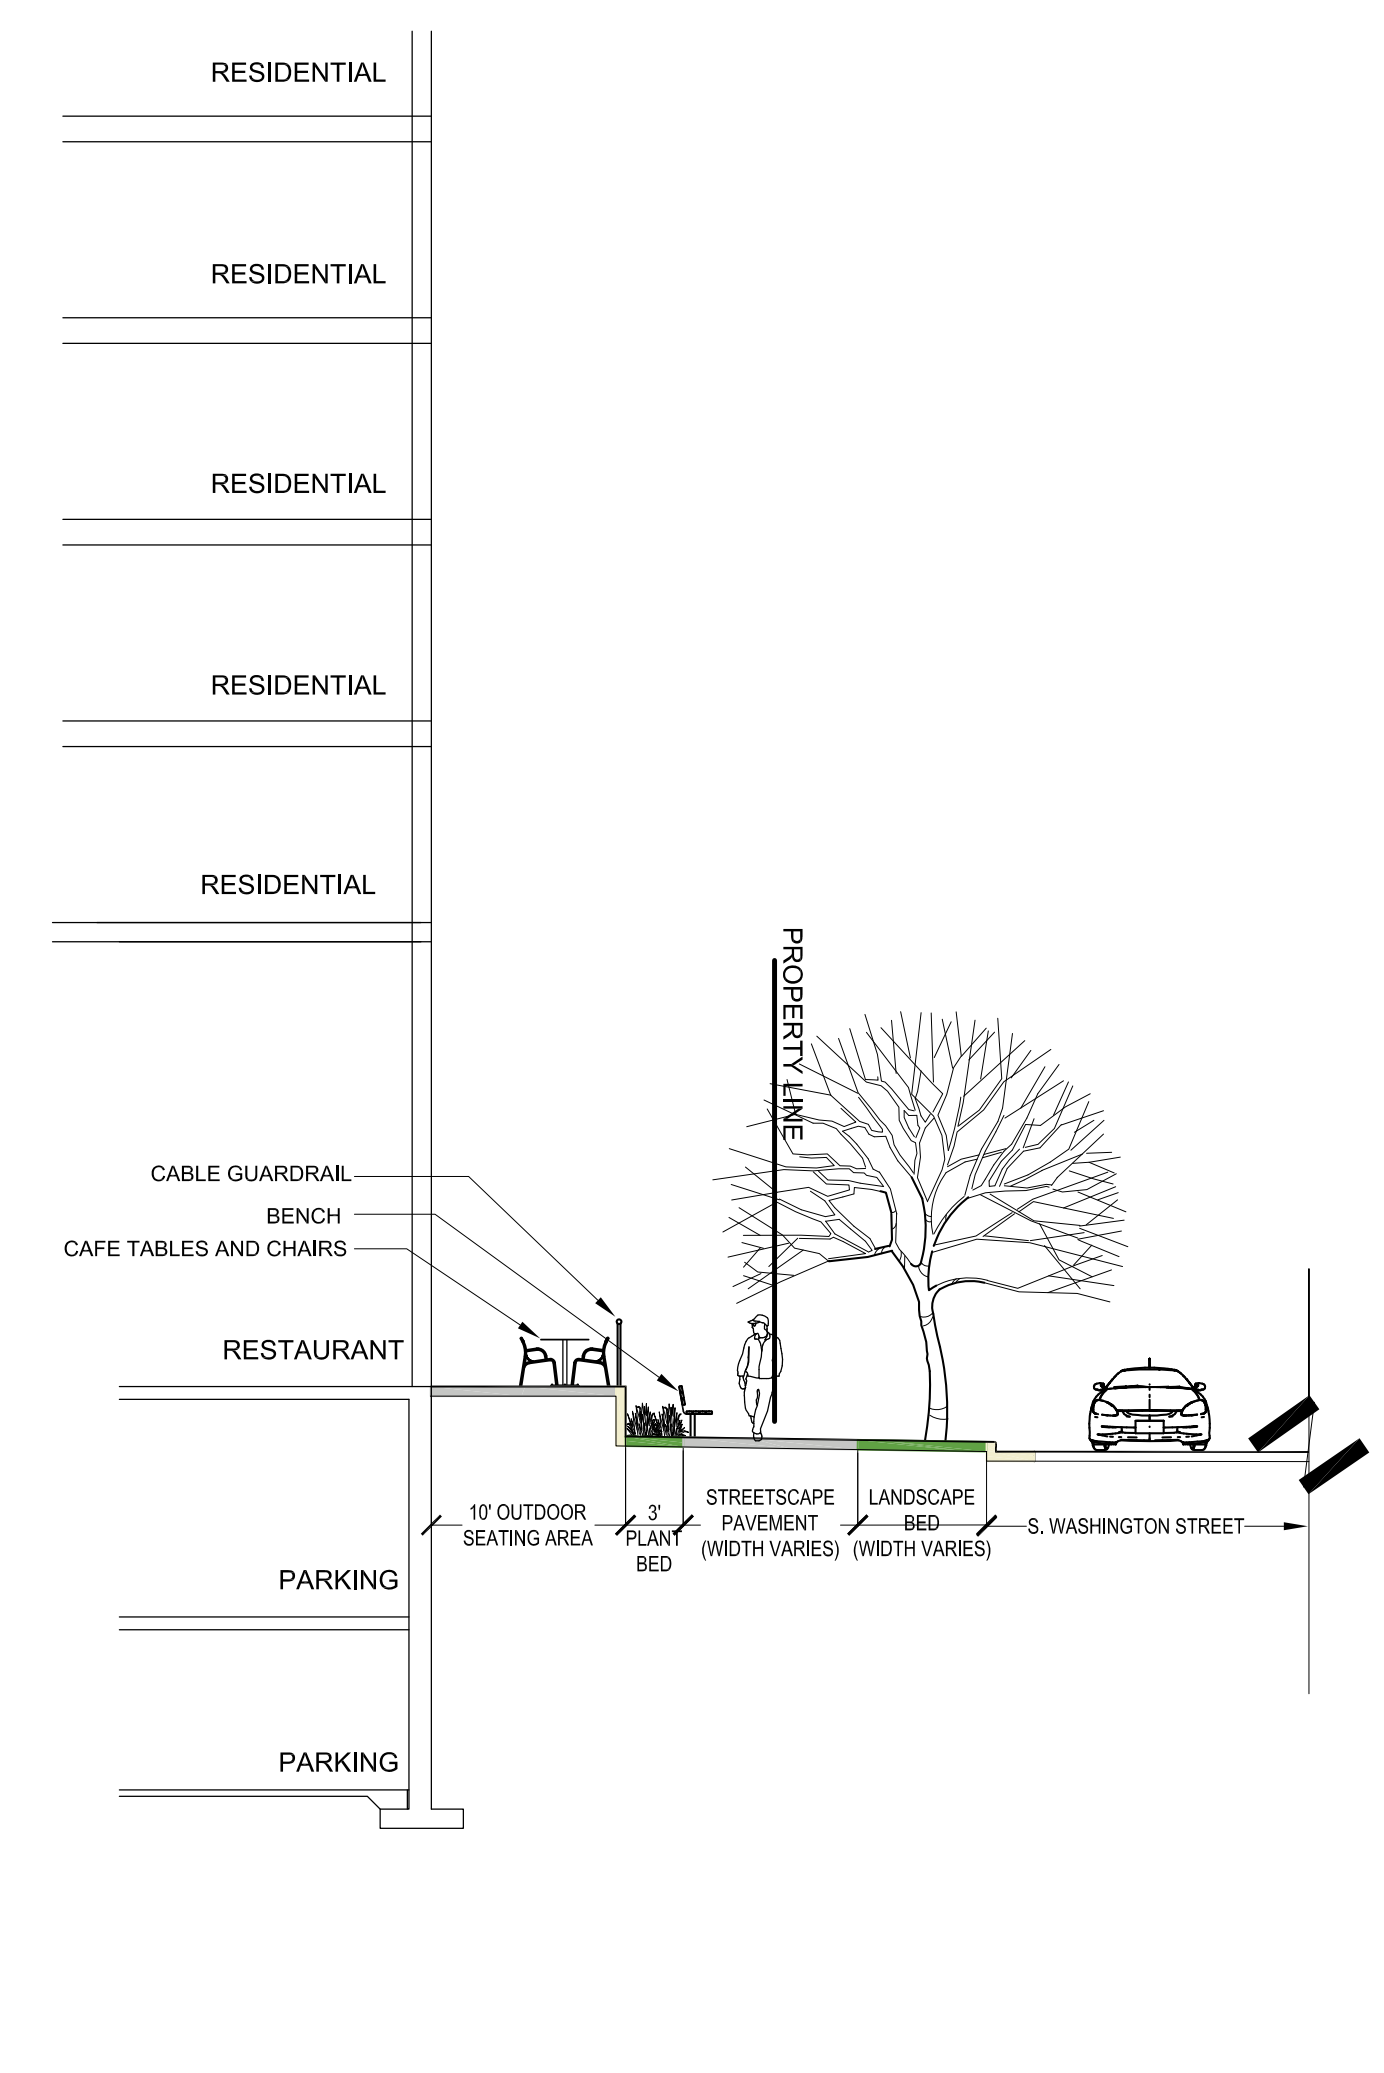 RESIDENTIAL
RESIDENTIAL
RESIDENTIAL
RESIDENTIAL
RESIDENTIAL
PROPERTY LINE
CABLE GUARDRAIL
BENCH
CAFE TABLES AND CHAIRS
RESTAURANT
10' OUTDOOR
SEATING AREA
3'
PLANT
BED
STREETSCAPE
PAVEMENT
(WIDTH VARIES)
LANDSCAPE
BED
(WIDTH VARIES)
S. WASHINGTON STREET
PARKING
PARKING